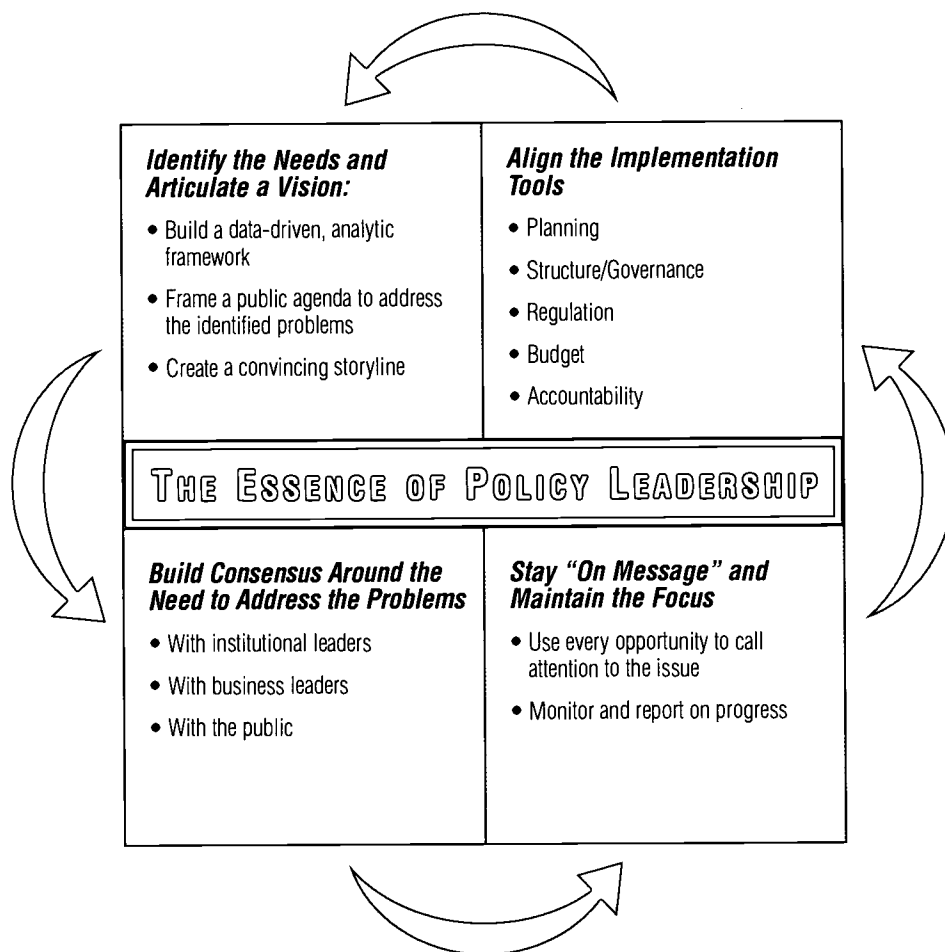 Identify the Needs and
Articulate a Vision:
• Build a data-driven, analytic
framework
• Frame a public agenda to address
the identified problems
• Create a convincing storyline
Align the Implementation
Tools
• Planning
• Structure/Governance
• Regulation
• Budget
• Accountability
THE ESSENCE OF POLICY LEADERSHIP
Build Consensus Around the
Need to Address the Problems
• With institutional leaders
• With business leaders
• With the public
Stay “On Message” and
Maintain the Focus
• Use every opportunity to call
attention to the issue
• Monitor and report on progress